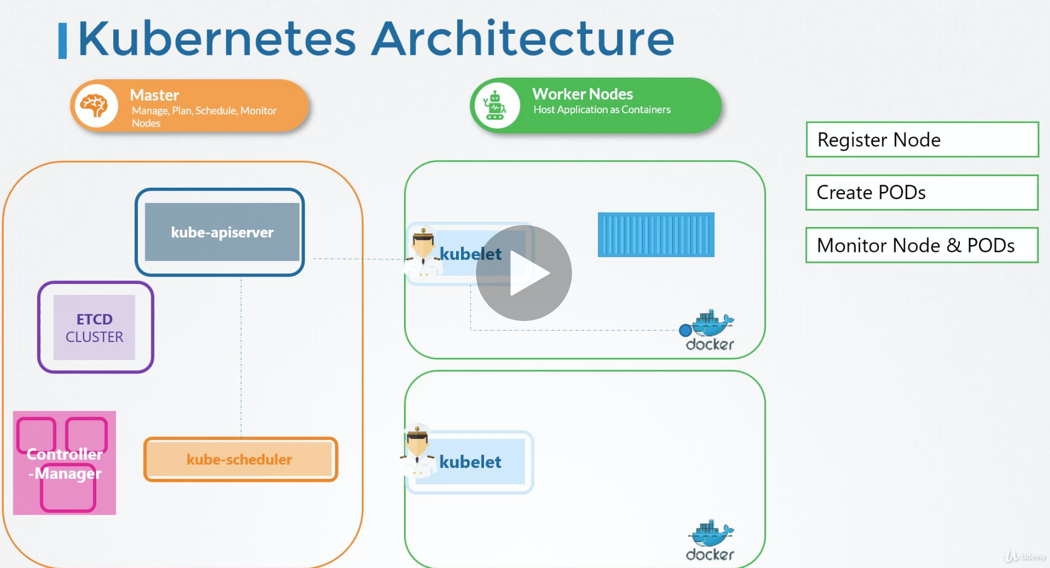 Kubernetes Architecture
Master
Manage, Plan, Schedule, Monitor
Nodes
Worker Nodes
Host Application as Containers
kube-apiserver
ETCD
CLUSTER
Controller
-Manager
kube-scheduler
kubelet
docker
kubelet
docker
Register Node
Create PODs
Monitor Node & PODs
Udemy